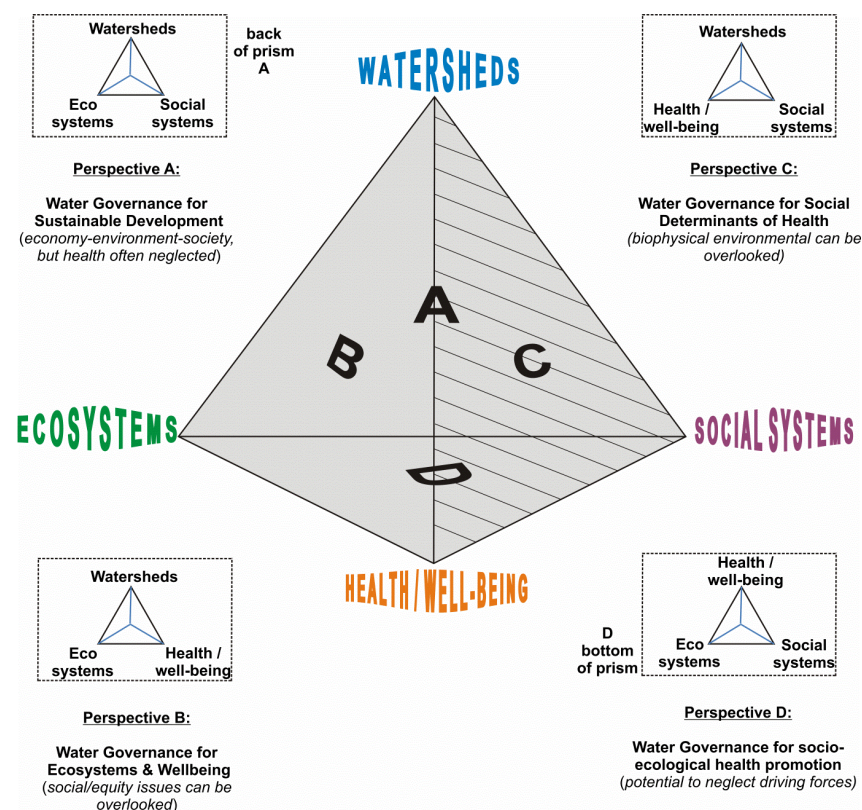 Watersheds
Eco
systems
Social
systems
back
of prism
A
Perspective A:
Water Governance for
Sustainable Development
(economy-environment-society,
but health often neglected)
WATERSHEDS
Watersheds
Health /
well-being
Social
systems
Perspective C:
Water Governance for Social
Determinants of Health
(biophysical environmental can be
overlooked)
A
B
C
ECOSYSTEMS
SOCIAL SYSTEMS
D
HEALTH / WELL-BEING
Watersheds
Eco
systems
Health /
well-being
Perspective B:
Water Governance for
Ecosystems & Wellbeing
(social/equity issues can be
overlooked)
D
bottom
of prism
Health /
well-being
Eco
systems
Social
systems
Perspective D:
Water Governance for socio-
ecological health promotion
(potential to neglect driving forces)